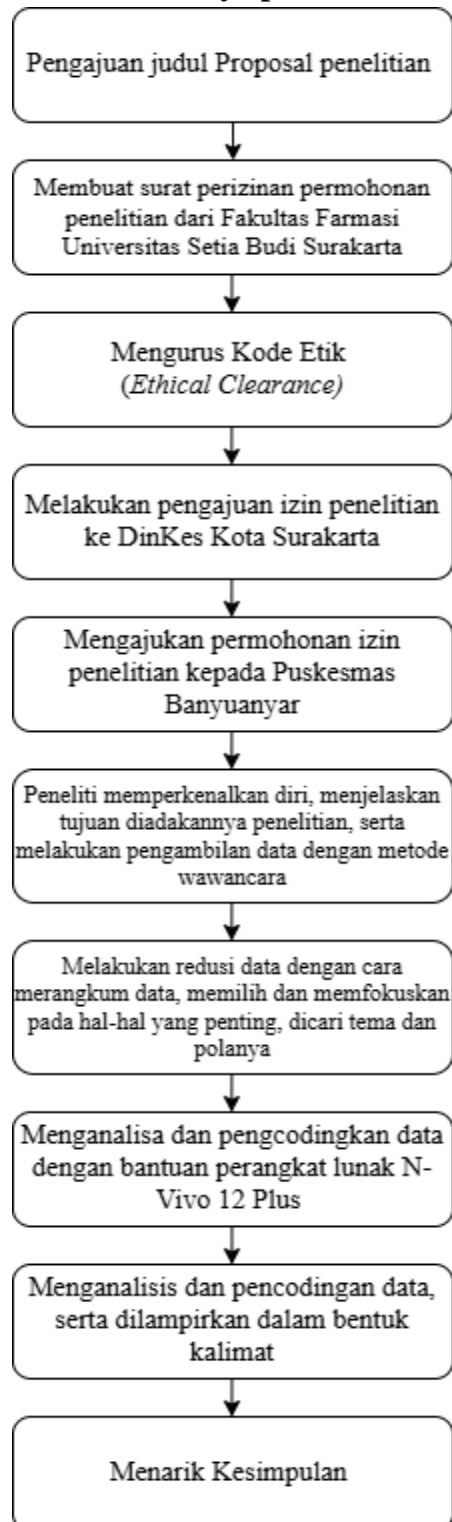 Pengajuan judul Proposal penelitian
Membuat surat perizinan permohonan
penelitian dari Fakultas Farmasi
Universitas Setia Budi Surakarta
Mengurus Kode Etik
(Ethical Clearance)
Melakukan pengajuan izin penelitian
ke DinKes Kota Surakarta
Mengajukan permohonan izin
penelitian kepada Puskesmas
Banyuanyar
Peneliti memperkenalkan diri, menjelaskan
tujuan diadakannya penelitian, serta
melakukan pengambilan data dengan metode
wawancara
Melakukan redusi data dengan cara
merangkum data, memilih dan memfokuskan
pada hal-hal yang penting, dicari tema dan
polanya
Menganalisa dan pengcodingkan data
dengan bantuan perangkat lunak N-
Vivo 12 Plus
Menganalisis dan pencodingan data,
serta dilampirkan dalam bentuk
kalimat
Menarik Kesimpulan